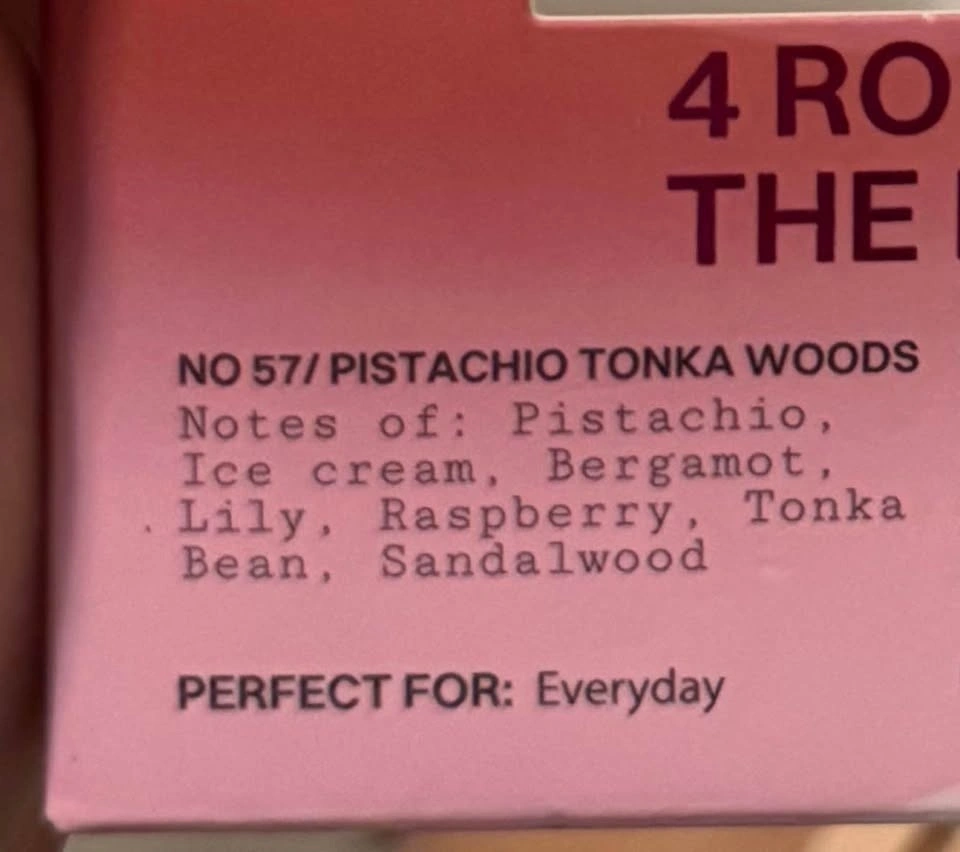 4 RO
THE
NO 57/ PISTACHIO TONKA WOODS
Notes of: Pistachio,
Ice cream, Bergamot,
Lily, Raspberry, Tonka
Bean, Sandalwood
PERFECT FOR: Everyday